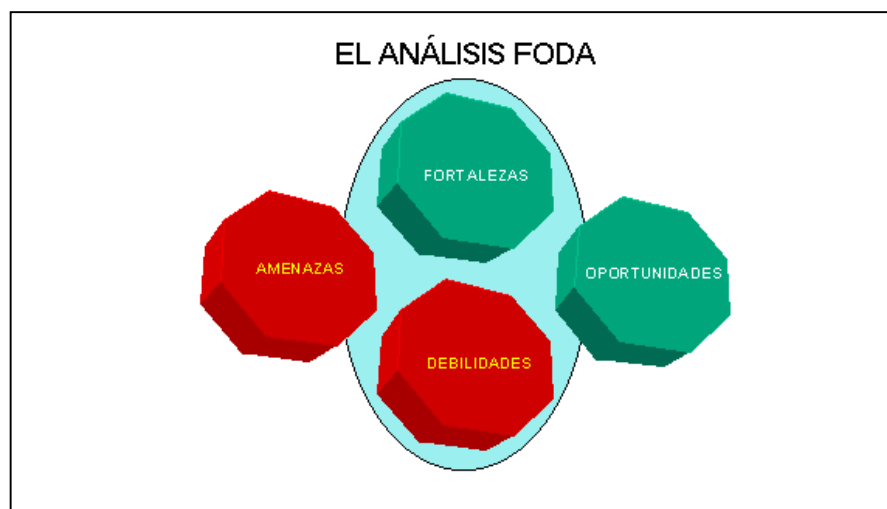 EL ANÁLISIS FODA
FORTALEZAS
AMENAZAS
OPORTUNIDADES
DEBILIDADES